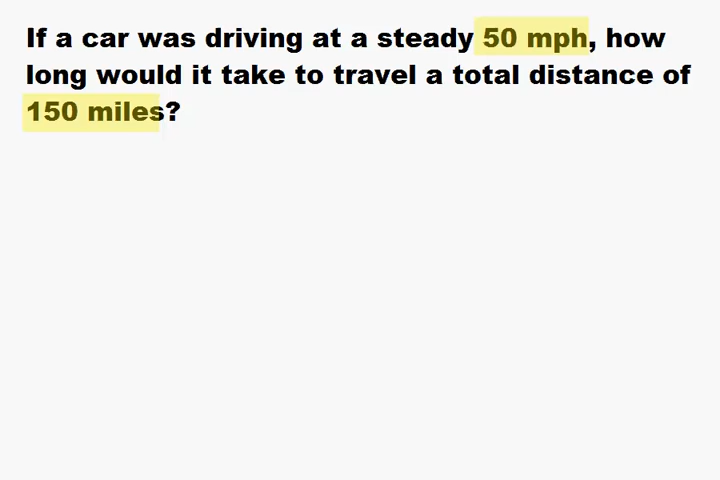 If a car was driving at a steady 50 mph, how
long would it take to travel a total distance of
150 miles?